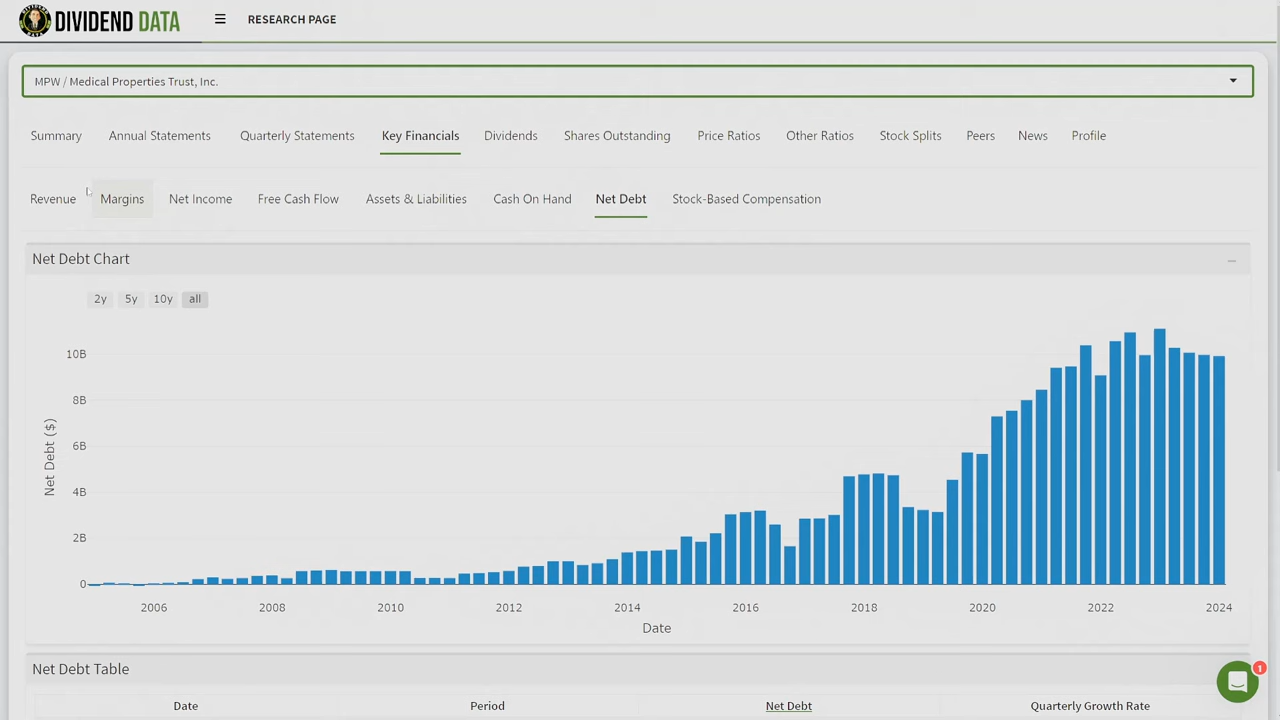 DIVIDEND DATA
RESEARCH PAGE
MPW / Medical Properties Trust, Inc.
Summary Annual Statements Quarterly Statements Key Financials Dividends Shares Outstanding Price Ratios Other Ratios Stock Splits Peers News Profile
Revenue Margins Net Income Free Cash Flow Assets & Liabilities Cash On Hand Net Debt Stock-Based Compensation
Net Debt Chart
2y 5y 10y all
10B
8B
6B
4B
2B
0
Net Debt ($)
2006 2008 2010 2012 2014 2016 2018 2020 2022 2024
Date
Net Debt Table
1
Date Period Net Debt Quarterly Growth Rate